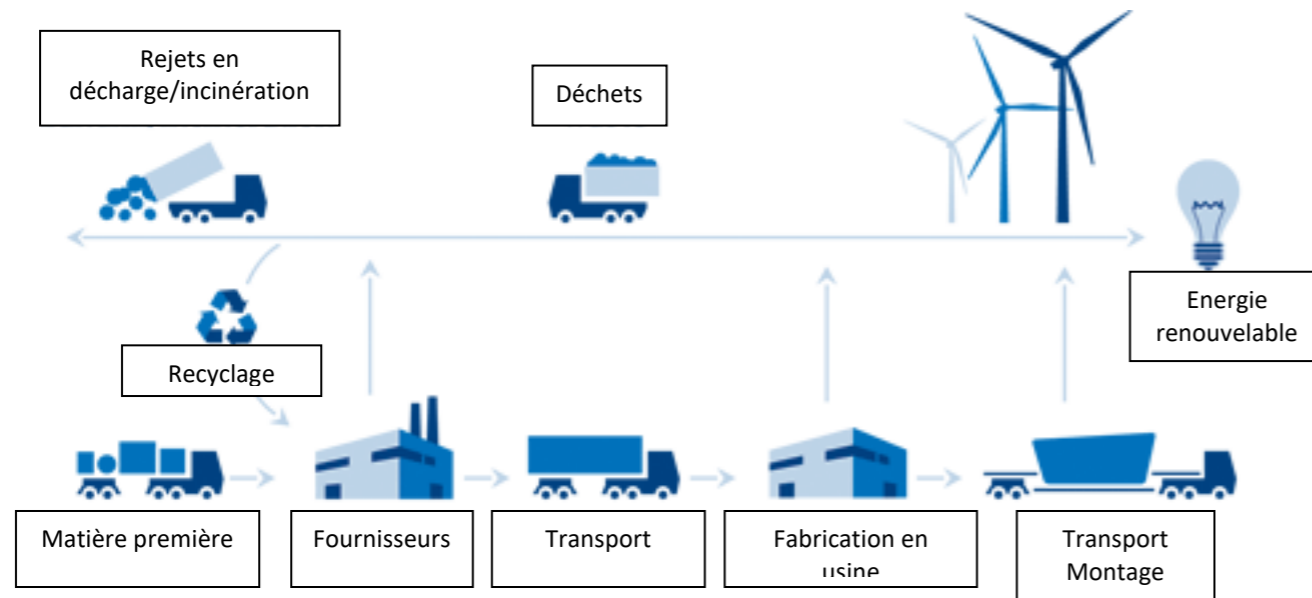 Rejets en
décharge/incinération
Déchets
Energie
renouvelable
Recyclage
Matière première
Fournisseurs
Transport
Fabrication en
usine
Transport
Montage